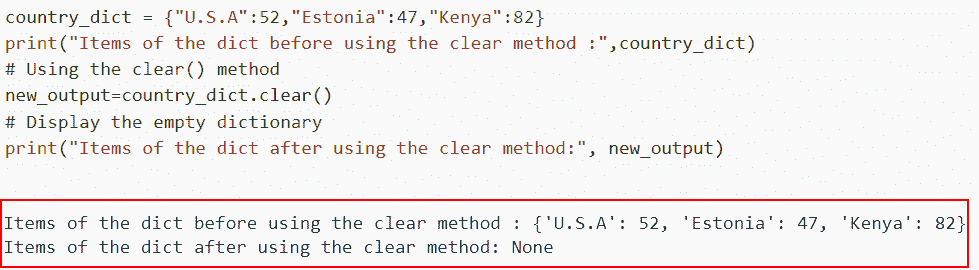 country_dict = {"U.S.A":52,"Estonia":47,"Kenya":82}
print("Items of the dict before using the clear method :",country_dict)
# Using the clear() method
new_output=country_dict.clear()
# Display the empty dictionary
print("Items of the dict after using the clear method:", new_output)
Items of the dict before using the clear method : {'U.S.A': 52, 'Estonia': 47, 'Kenya': 82}
Items of the dict after using the clear method: None